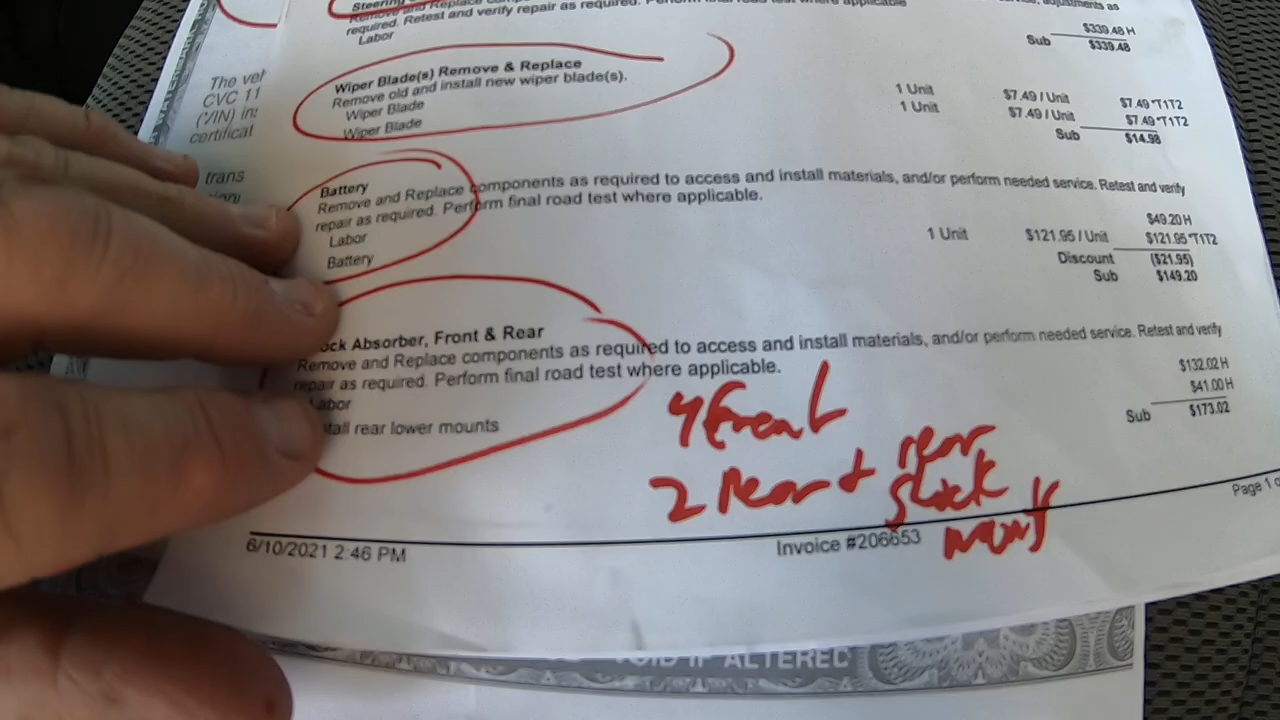 Steering
Remove and Replace
required. Retest and verify repair as required. Perform final road test where applicable
adjustments as
Labor
$339.48 H
Sub $339.48
The veh
CVC 11
(VIN) in
certificat
trans
Wiper Blade(s) Remove & Replace
Remove old and install new wiper blade(s).
Wiper Blade 1 Unit $7.49 / Unit $7.49 *T1T2
Wiper Blade 1 Unit $7.49 / Unit $7.49 *T1T2
Sub $14.98
Battery
Remove and Replace components as required to access and install materials, and/or perform needed service. Retest and verify
repair as required. Perform final road test where applicable.
Labor $49.20 H
Battery 1 Unit $121.95 / Unit $121.95 *T1T2
Discount ($21.95)
Sub $149.20
ock Absorber, Front & Rear
Remove and Replace components as required to access and install materials, and/or perform needed service. Retest and verify
repair as required. Perform final road test where applicable.
Labor $132.02 H
tall rear lower mounts $41.00 H
Sub $173.02
2 Rear + rear
Page 1 o
6/10/2021 2:46 PM
Invoice #206653
VOID IF ALTERED